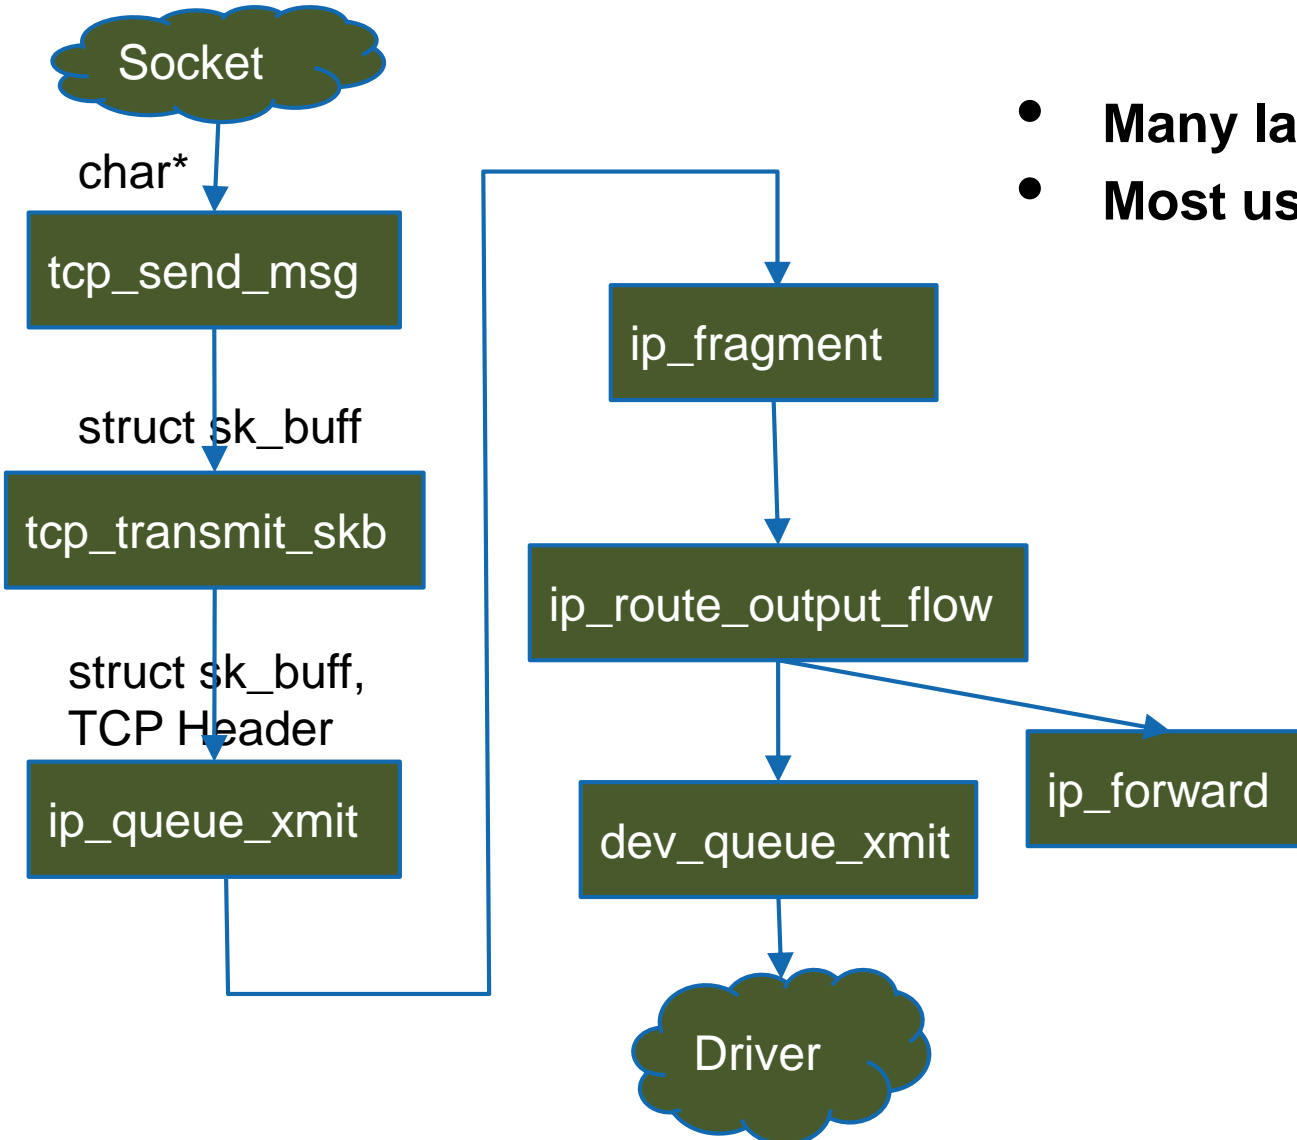 Socket
char*
tcp_send_msg
struct sk_buff
tcp_transmit_skb
struct sk_buff,
TCP Header
ip_queue_xmit
ip_fragment
ip_route_output_flow
dev_queue_xmit
ip_forward
Driver
• Many la
• Most us